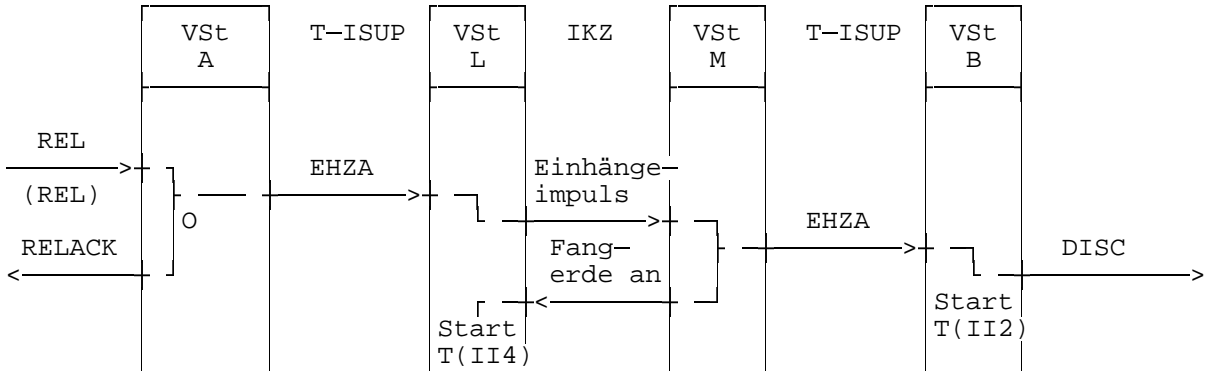 VSt T−ISUP VSt IKZ VSt T−ISUP VSt
A L M B
REL
EHZA Einhänge−
(REL) impuls
O EHZA
RELACK Fang− DISC
erde an
Start Start
T(II4) T(II2)